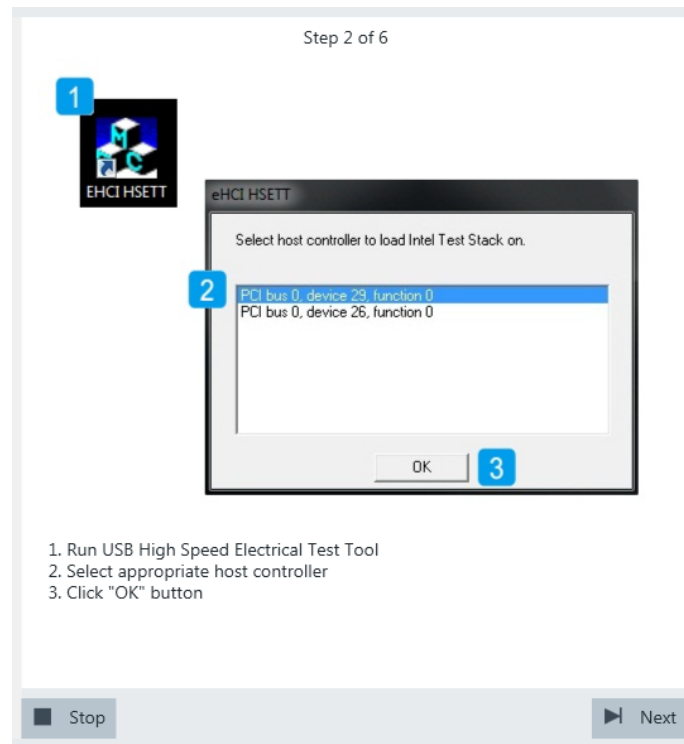 Step 2 of 6
1
EHCI HSETT
eHCI HSETT
Select host controller to load Intel Test Stack on.
2
PCI bus 0, device 29, function 0
PCI bus 0, device 26, function 0
OK
3
1. Run USB High Speed Electrical Test Tool
2. Select appropriate host controller
3. Click "OK" button
Stop
Next